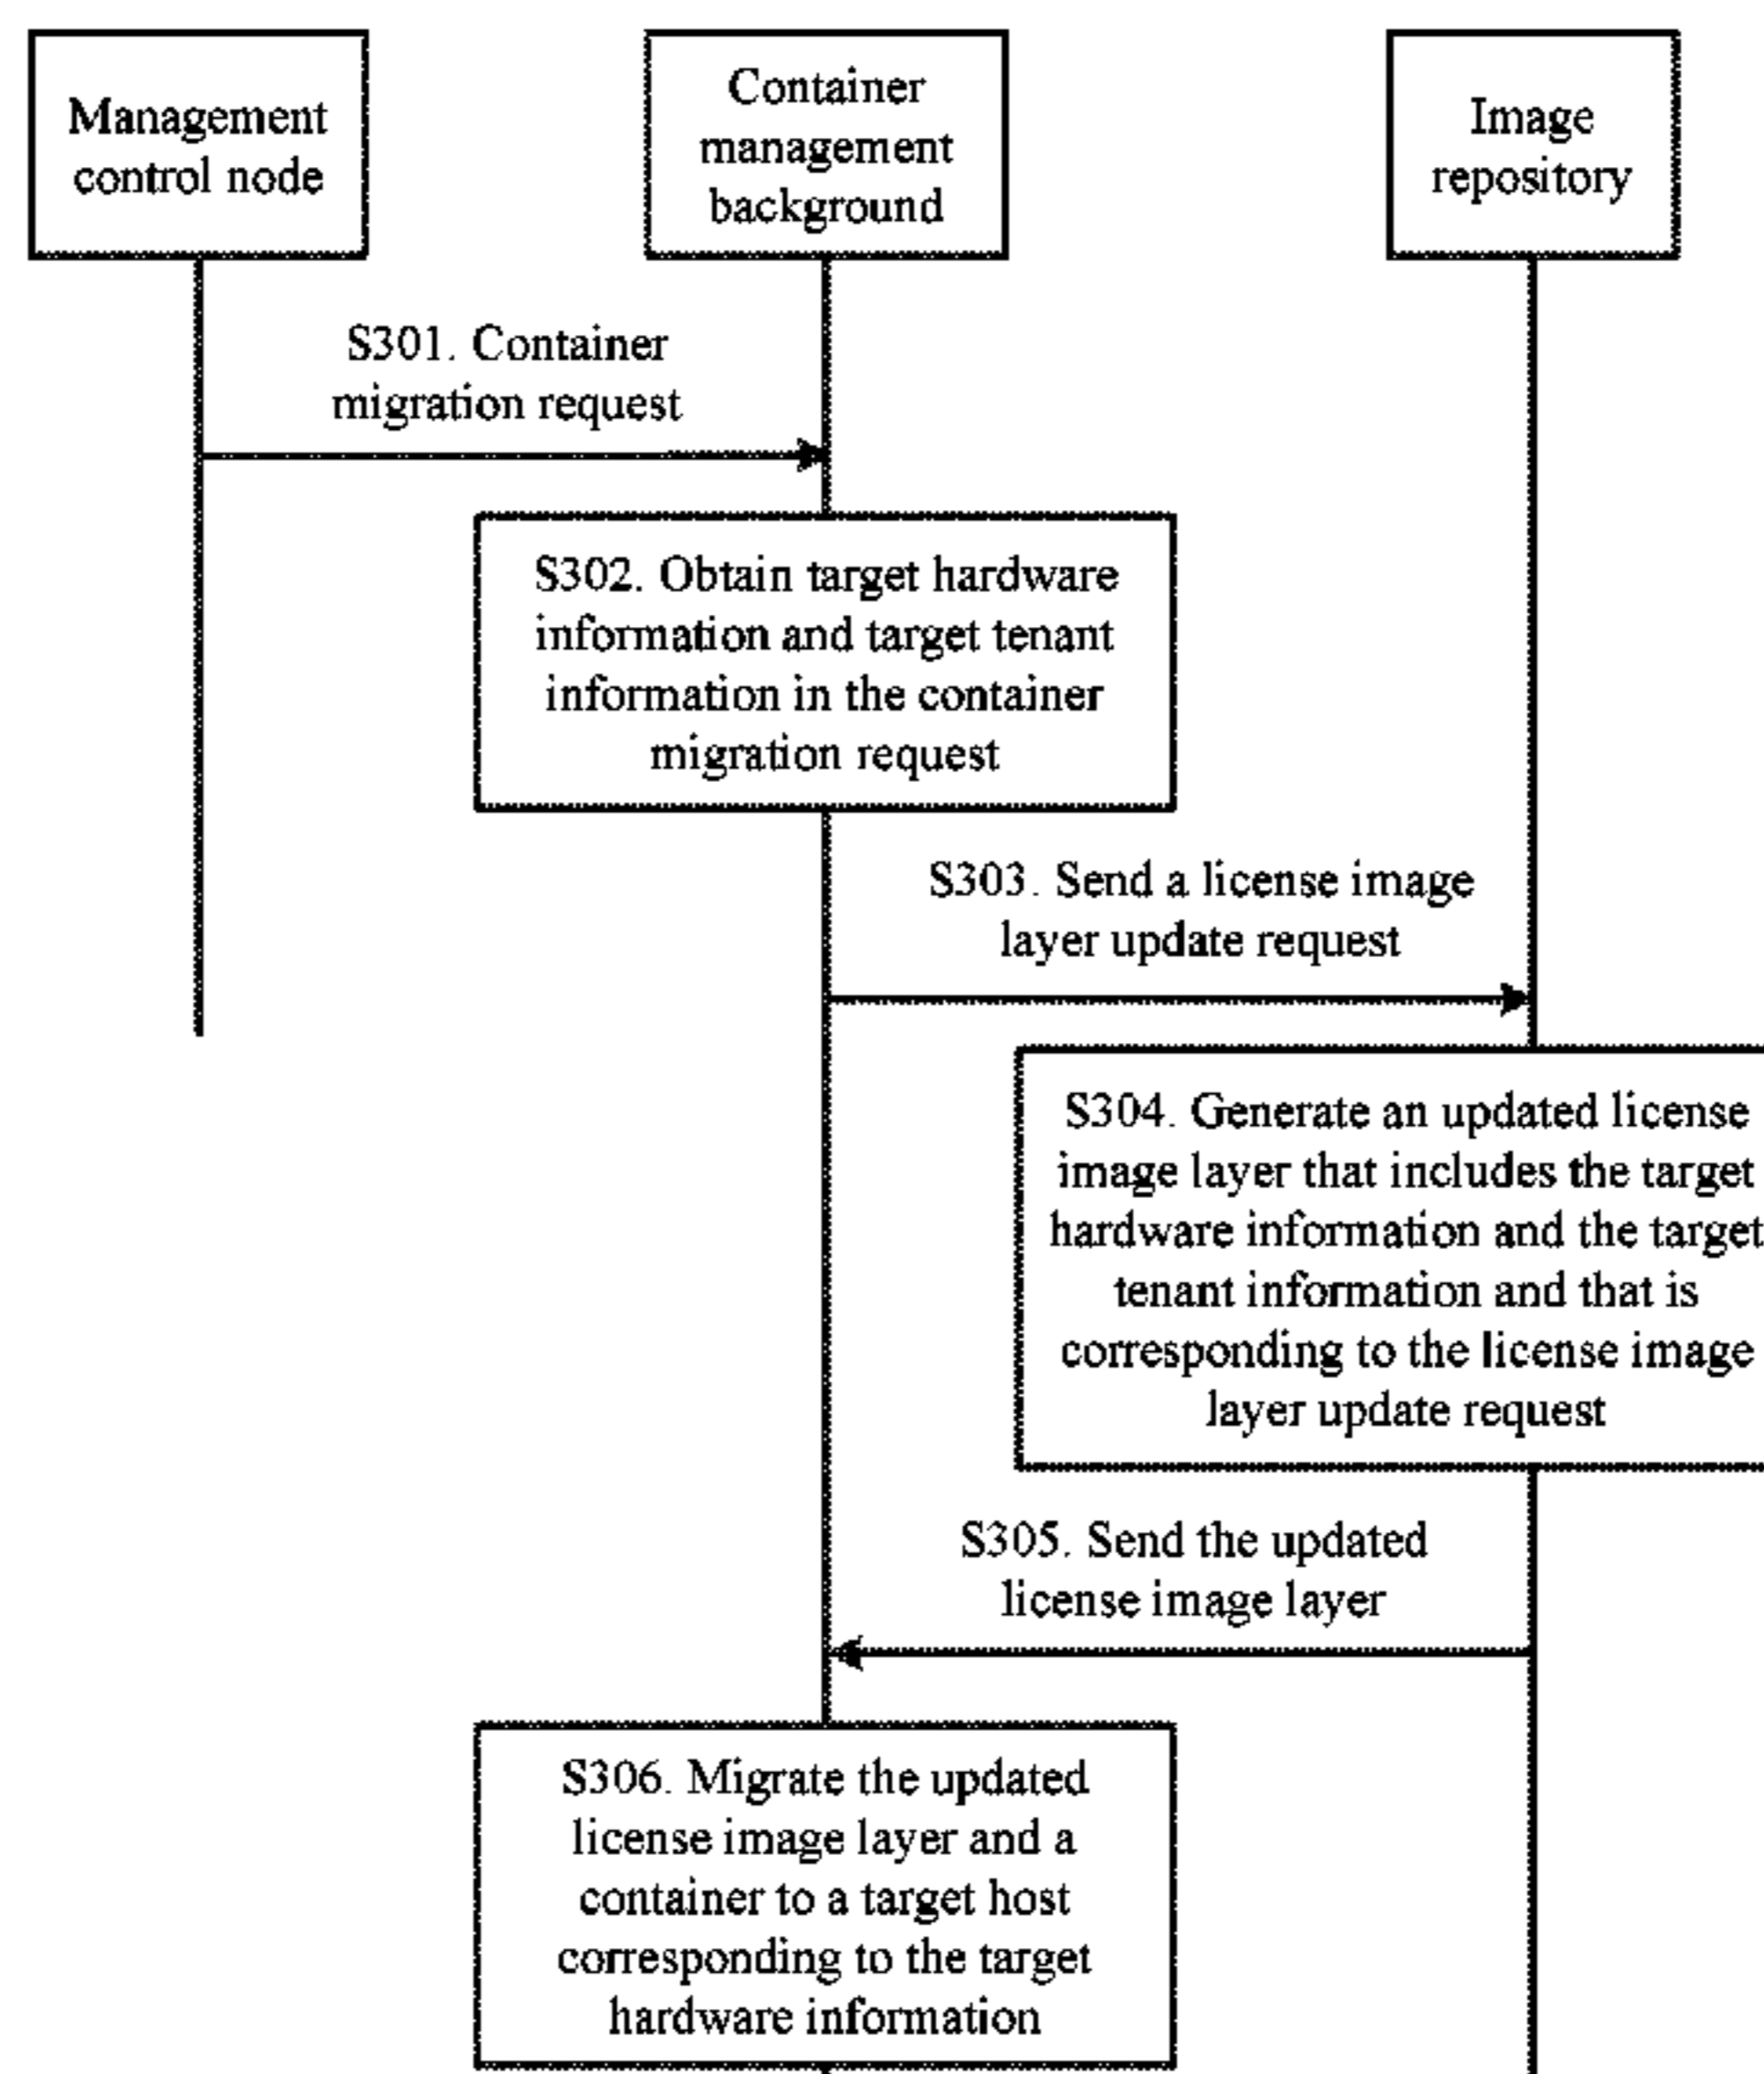 Management
control node
Container
management
background
Image
repository
S301. Container
migration request
S302. Obtain target hardware
information and target tenant
information in the container
migration request
S303. Send a license image
layer update request
S304. Generate an updated license
image layer that includes the target
hardware information and the target
tenant information and that is
corresponding to the license image
layer update request
S305. Send the updated
license image layer
S306. Migrate the updated
license image layer and a
container to a target host
corresponding to the target
hardware information